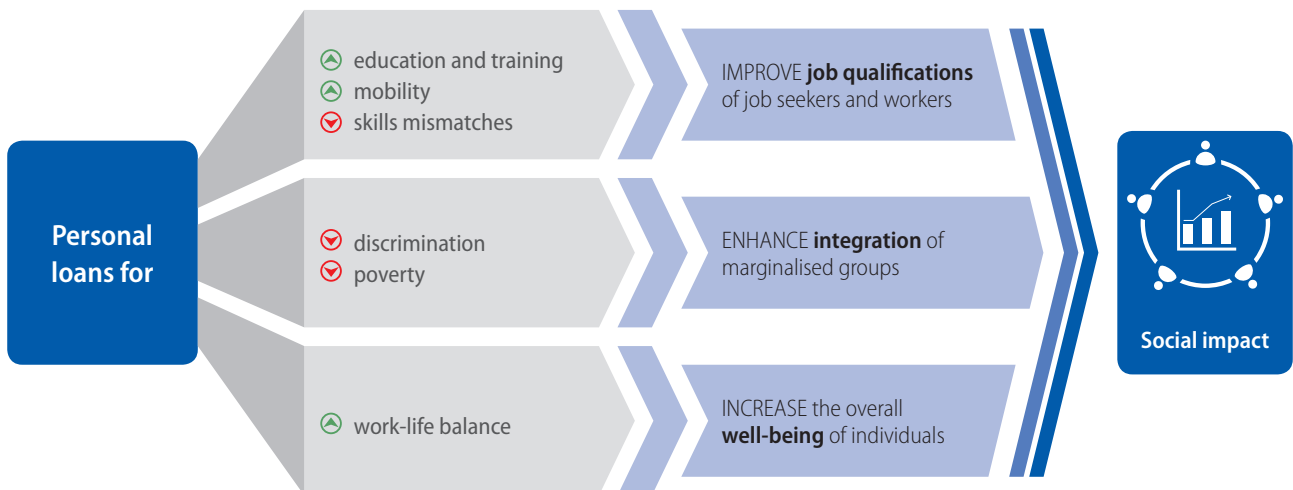 Personal
loans for
education and training
mobility
skills mismatches
IMPROVE job qualifications
of job seekers and workers
discrimination
poverty
ENHANCE integration of
marginalised groups
work-life balance
INCREASE the overall
well-being of individuals
Social impact